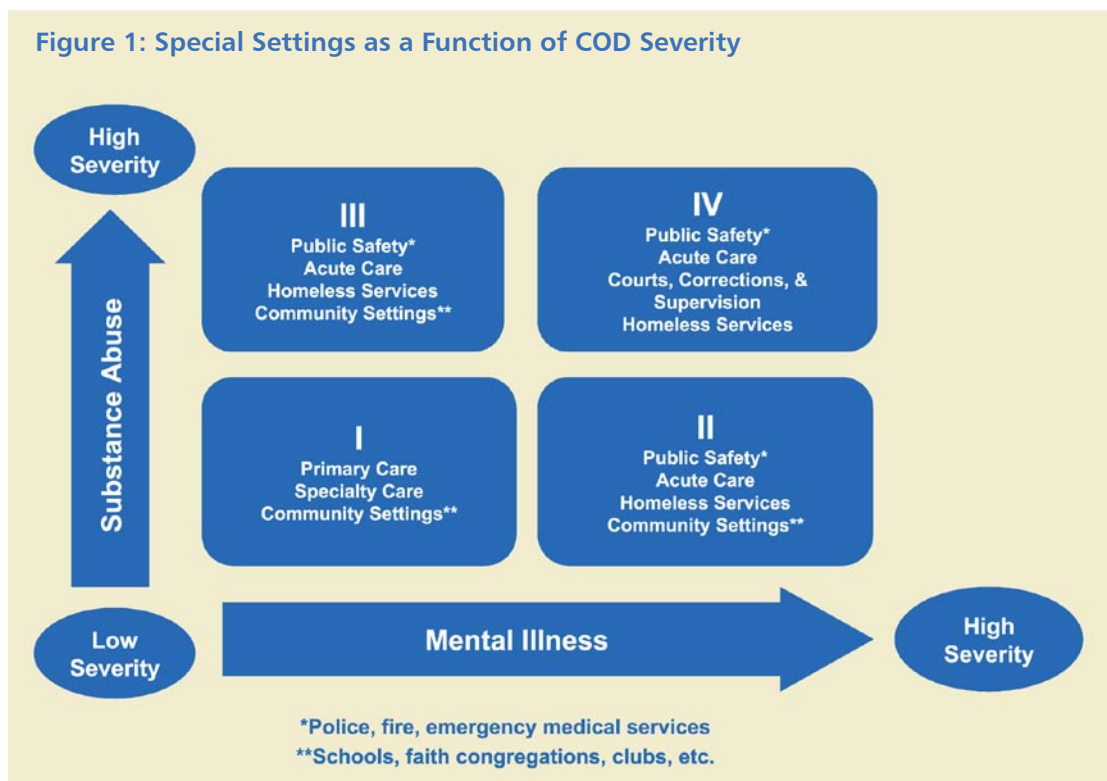 Figure 1: Special Settings as a Function of COD Severity
High
Severity
III
Public Safety*
Acute Care
Homeless Services
Community Settings**
IV
Public Safety*
Acute Care
Courts, Corrections, &
Supervision
Homeless Services
Substance Abuse
I
Primary Care
Specialty Care
Community Settings**
II
Public Safety*
Acute Care
Homeless Services
Community Settings**
Low
Severity
Mental Illness
High
Severity
*Police, fire, emergency medical services
**Schools, faith congregations, clubs, etc.